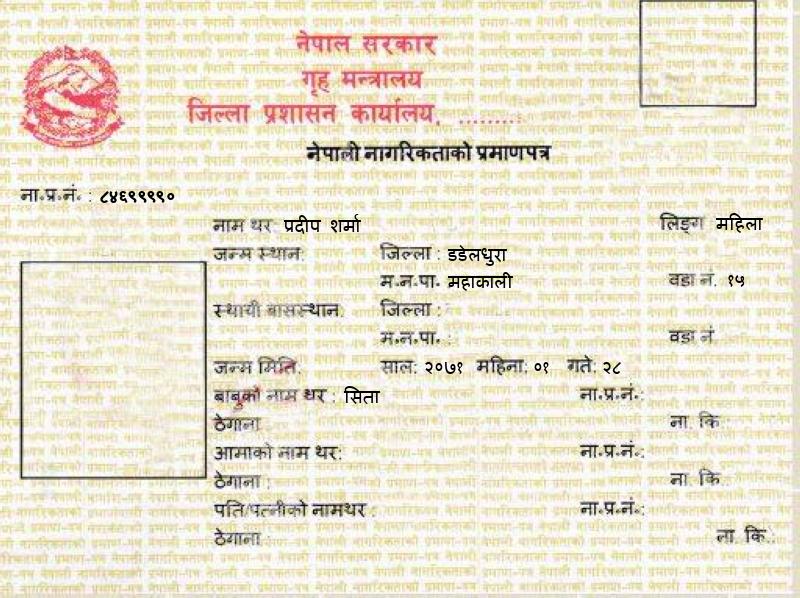 नेपाल सरकार
गृह मन्त्रालय
जिल्ला प्रशासन कार्यालय, .........
नेपाली नागरिकताको प्रमाणपत्र
ना.प्र.नं. : ८४६९९९९०
नाम थर: प्रदीप शर्मा लिङ्ग महिला
जन्म स्थान: जिल्ला : डडेलधुरा
म.न.पा. महाकाली वडा नं. १५
स्थायी बासस्थान: जिल्ला :
म.न.पा. : वडा नं
जन्म मिति: साल: २०७१ महिना: ०१ गते: २८
बाबुको नाम थर : सिता ना.प्र.नं.:
ठेगाना ना. कि.:
आमाको नाम थर: ना.प्र.नं.:
ठेगाना : ना. कि
पति/पत्नीको नामथर : ना.प्र.नं.:
ठेगाना : ना. कि.: